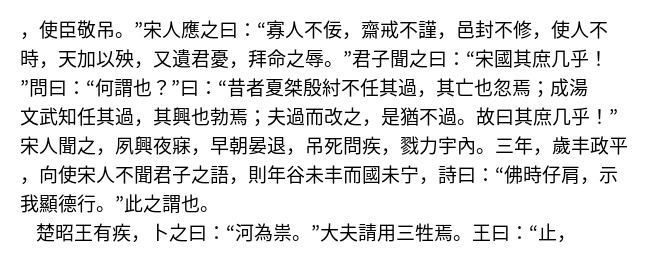 ，使臣敬吊。”宋人應之曰：“寡人不佞，齋戒不謹，邑封不修，使人不
時，天加以殃，又遺君憂，拜命之辱。”君子聞之曰：“宋國其庶几乎！
”問曰：“何謂也？”曰：“昔者夏桀殷紂不任其過，其亡也忽焉；成湯
文武知任其過，其興也勃焉；夫過而改之，是猶不過。故曰其庶几乎！”
宋人聞之，夙興夜寐，早朝晏退，吊死問疾，戮力宇內。三年，歲丰政平
，向使宋人不聞君子之語，則年谷未丰而國未宁，詩曰：“佛時仔肩，示
我顯德行。”此之謂也。
楚昭王有疾，卜之曰：“河為祟。”大夫請用三牲焉。王曰：“止，